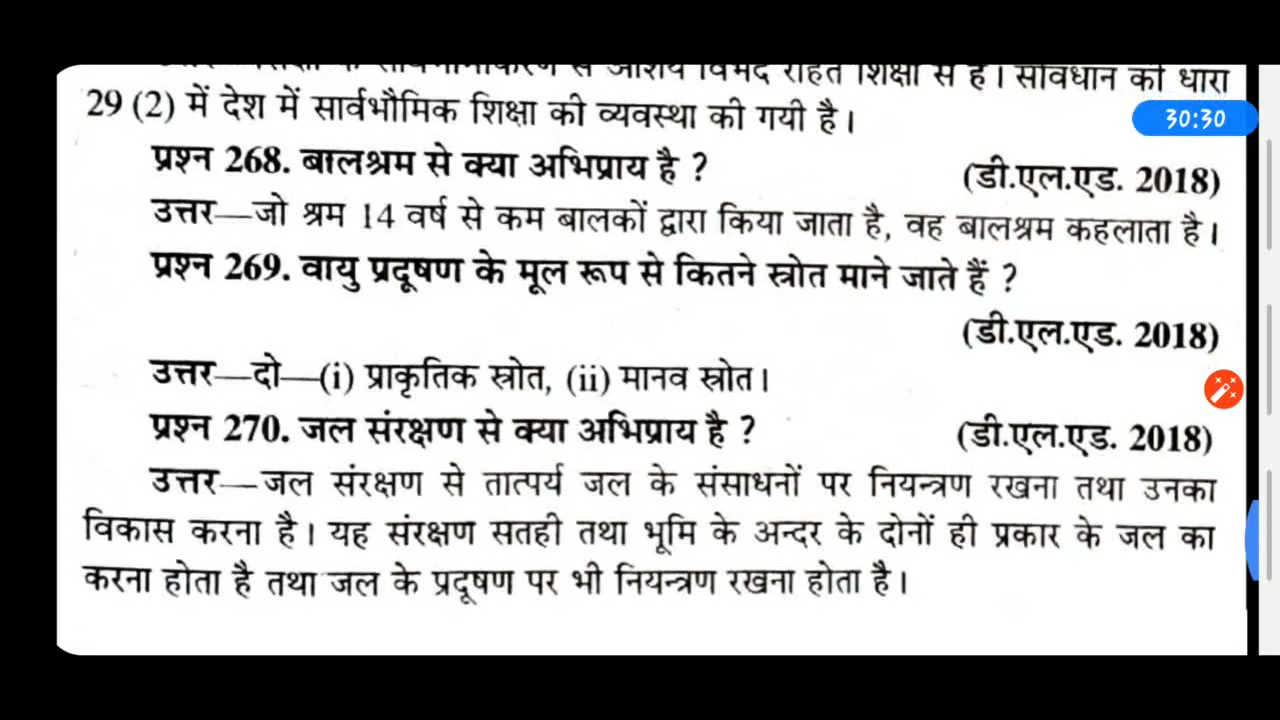 से आशय विभेद रहित शिक्षा से है। संविधान की धारा
29 (2) में देश में सार्वभौमिक शिक्षा की व्यवस्था की गयी है।
30:30
प्रश्न 268. बालश्रम से क्या अभिप्राय है ? (डी.एल.एड. 2018)
उत्तर—जो श्रम 14 वर्ष से कम बालकों द्वारा किया जाता है, वह बालश्रम कहलाता है।
प्रश्न 269. वायु प्रदूषण के मूल रूप से कितने स्त्रोत माने जाते हैं ?
(डी.एल.एड. 2018)
उत्तर—दो—(i) प्राकृतिक स्रोत, (ii) मानव स्रोत।
प्रश्न 270. जल संरक्षण से क्या अभिप्राय है ? (डी.एल.एड. 2018)
उत्तर—जल संरक्षण से तात्पर्य जल के संसाधनों पर नियन्त्रण रखना तथा उनका
विकास करना है। यह संरक्षण सतही तथा भूमि के अन्दर के दोनों ही प्रकार के जल का
करना होता है तथा जल के प्रदूषण पर भी नियन्त्रण रखना होता है।